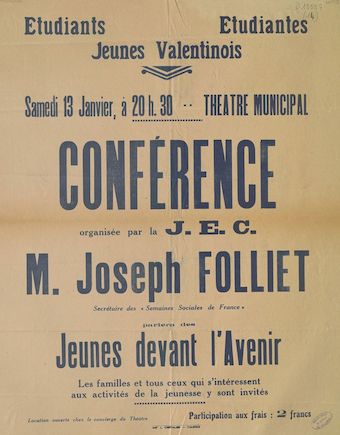 Etudiants Etudiantes
Jeunes Valentinois
Samedi 13 Janvier, à 20 h. 30 -- THEATRE MUNICIPAL
CONFÉRENCE
organisée par la J. E. C.
M. Joseph FOLLIET
Secrétaire des « Semaines Sociales de France »
parlera des
Jeunes devant l'Avenir
Les familles et tous ceux qui s'intéressent
aux activités de la jeunesse y sont invités
Location ouverte chez le concierge du Théâtre
Participation aux frais : 2 francs